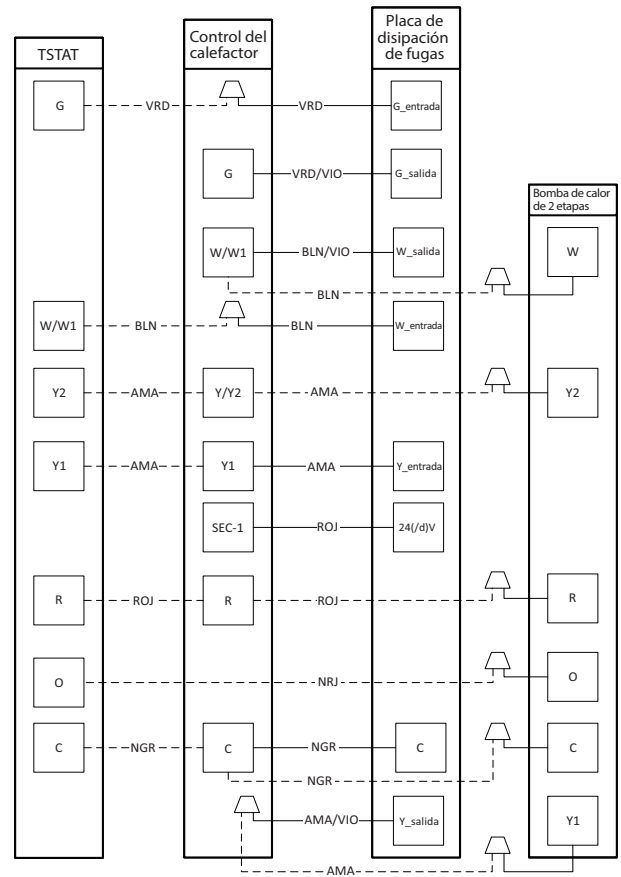 TSTAT
Control del
calefactor
Placa de
disipación
de fugas
G
VRD
VRD
G_entrada
G
VRD/VIO
G_salida
Bomba de calor
de 2 etapas
W/W1
BLN/VIO
W_salida
W
BLN
W/W1
BLN
BLN
W_entrada
Y2
AMA
Y/Y2
AMA
Y2
Y1
AMA
Y1
AMA
Y_entrada
SEC-1
ROJ
24(/d)V
R
ROJ
R
ROJ
R
O
NRJ
O
C
NGR
C
NGR
C
C
NGR
AMA/VIO
Y_salida
Y1
AMA